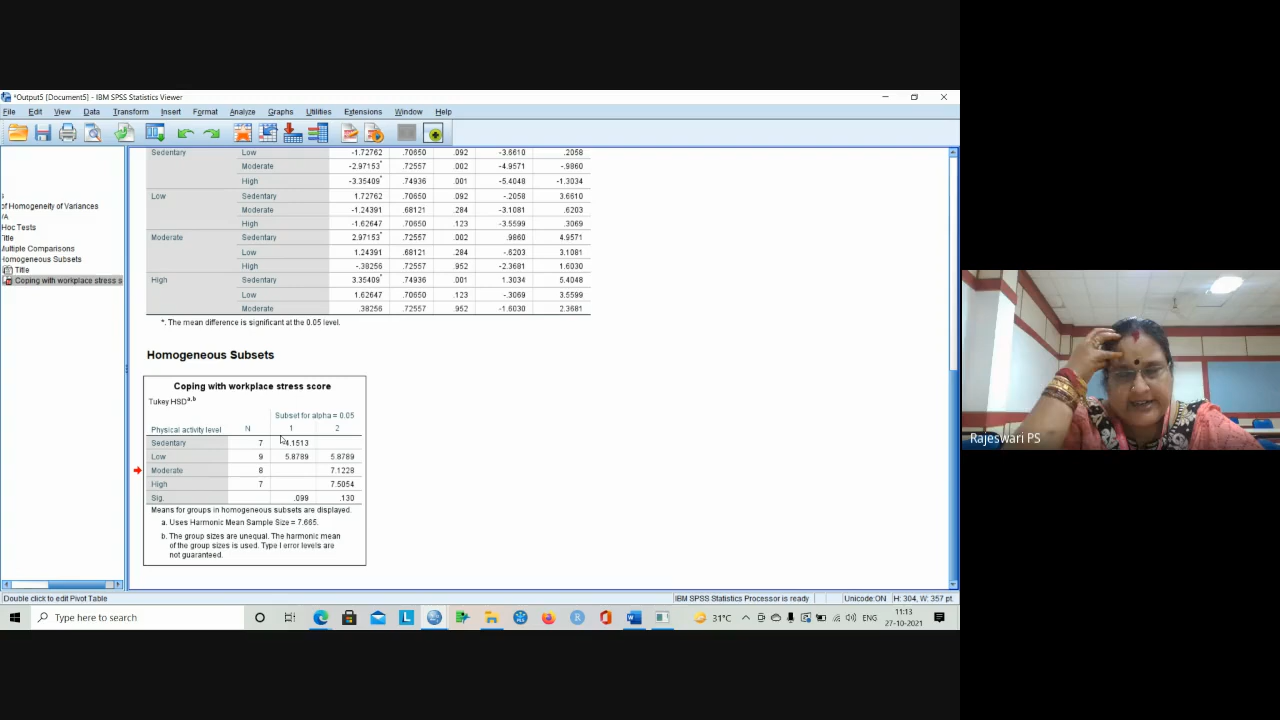 *Output5 [Document5] - IBM SPSS Statistics Viewer
File Edit View Data Transform Insert Format Analyze Graphs Utilities Extensions Window Help
of Homogeneity of Variances
Hoc Tests
Title
Multiple Comparisons
Homogeneous Subsets
Title
Coping with workplace stress s
Sedentary Low -1.72762 .70650 .092 -3.6610 .2058
Moderate -2.97153* .72557 .002 -4.9571 -.9860
High -3.35409* .74936 .001 -5.4048 -1.3034
Low Sedentary 1.72762 .70650 .092 -.2058 3.6610
Moderate -1.24391 .68121 .284 -3.1081 .6203
High -1.62647 .70650 .123 -3.5599 .3069
Moderate Sedentary 2.97153* .72557 .002 .9860 4.9571
Low 1.24391 .68121 .284 -.6203 3.1081
High -.38256 .72557 .952 -2.3681 1.6030
High Sedentary 3.35409* .74936 .001 1.3034 5.4048
Low 1.62647 .70650 .123 -.3069 3.5599
Moderate .38256 .72557 .952 -1.6030 2.3681
*. The mean difference is significant at the 0.05 level.
Homogeneous Subsets
Coping with workplace stress score
Tukey HSDa,b
Subset for alpha = 0.05
Physical activity level N 1 2
Sedentary 7 4.1513
Low 9 5.8789 5.8789
Moderate 8 7.1228
High 7 7.5054
Sig. .099 .130
Means for groups in homogeneous subsets are displayed.
a. Uses Harmonic Mean Sample Size = 7.665.
b. The group sizes are unequal. The harmonic mean
of the group sizes is used. Type I error levels are
not guaranteed.
Double click to edit Pivot Table
IBM SPSS Statistics Processor is ready Unicode:ON H: 304, W: 357 pt.
Type here to search
31°C ENG 11:13
27-10-2021
Rajeswari PS